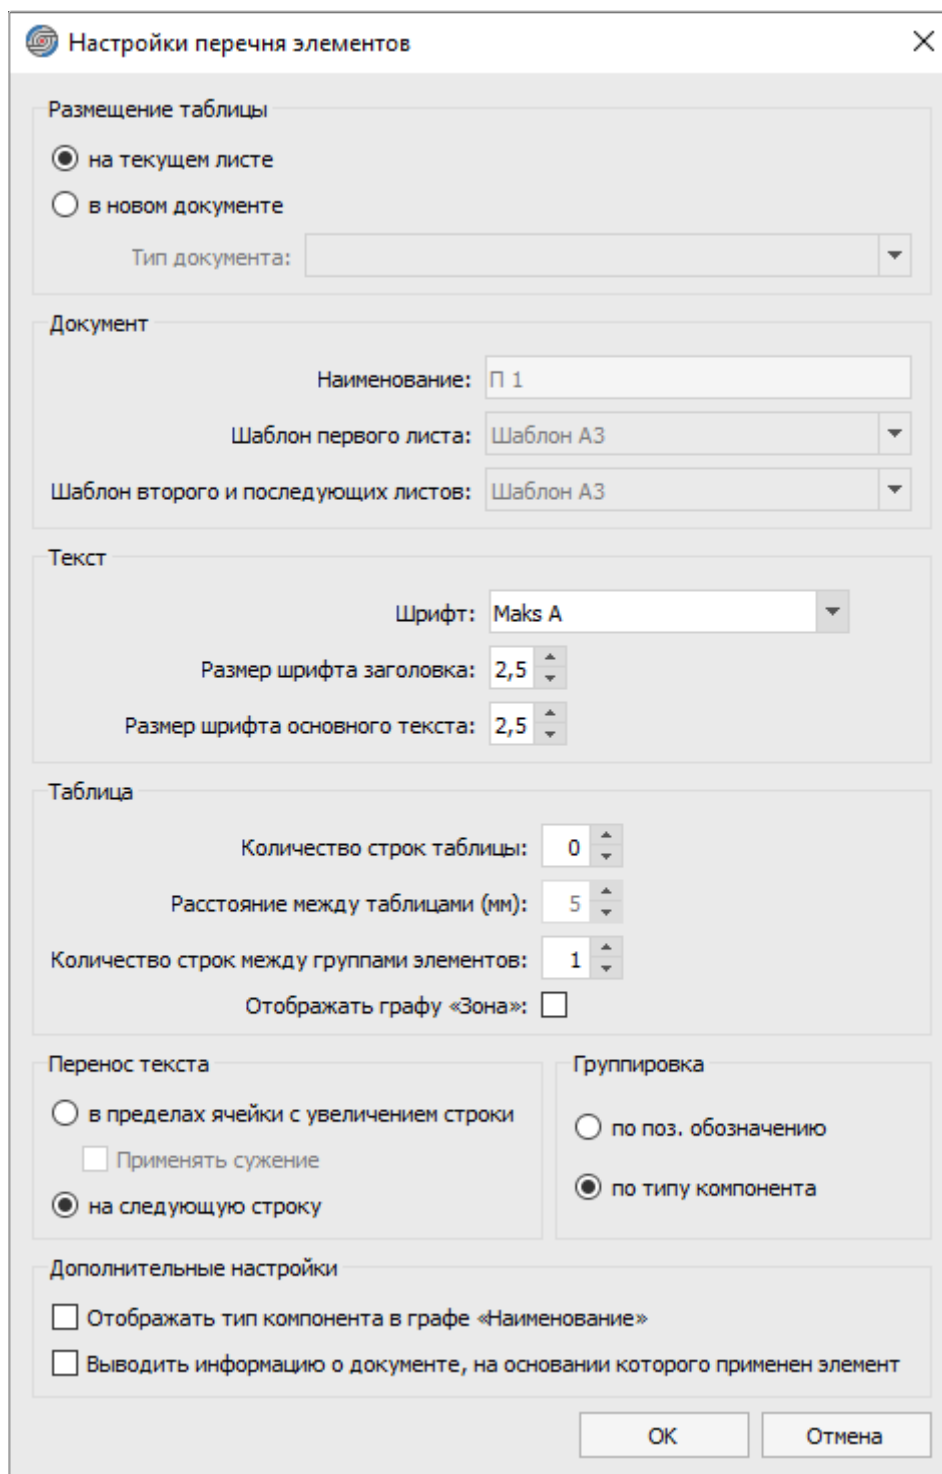 Настройки перечня элементов
Размещение таблицы
на текущем листе
в новом документе
Тип документа:
Документ
Наименование: П 1
Шаблон первого листа: Шаблон А3
Шаблон второго и последующих листов: Шаблон А3
Текст
Шрифт: Maks A
Размер шрифта заголовка: 2,5
Размер шрифта основного текста: 2,5
Таблица
Количество строк таблицы: 0
Расстояние между таблицами (мм): 5
Количество строк между группами элементов: 1
Отображать графу «Зона»:
Перенос текста
в пределах ячейки с увеличением строки
Применять сужение
на следующую строку
Группировка
по поз. обозначению
по типу компонента
Дополнительные настройки
Отображать тип компонента в графе «Наименование»
Выводить информацию о документе, на основании которого применен элемент
ОК Отмена